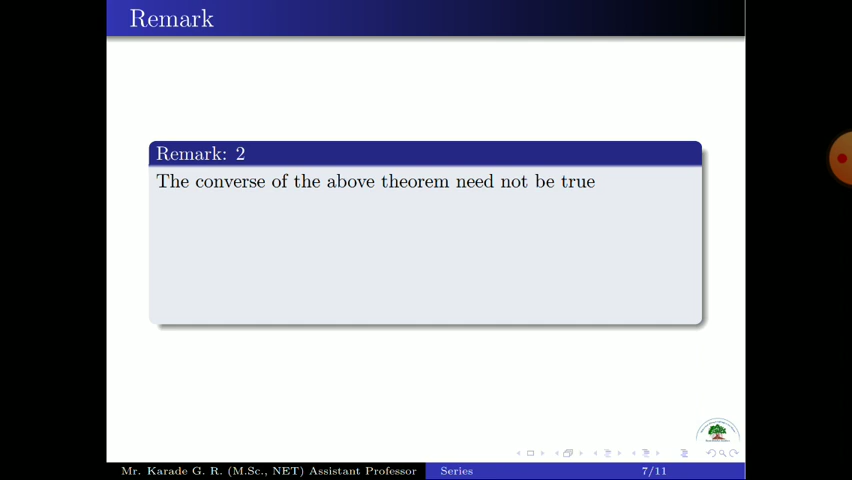 Remark
Remark: 2
The converse of the above theorem need not be true
Mr. Karade G. R. (M.Sc., NET) Assistant Professor
Series
7/11